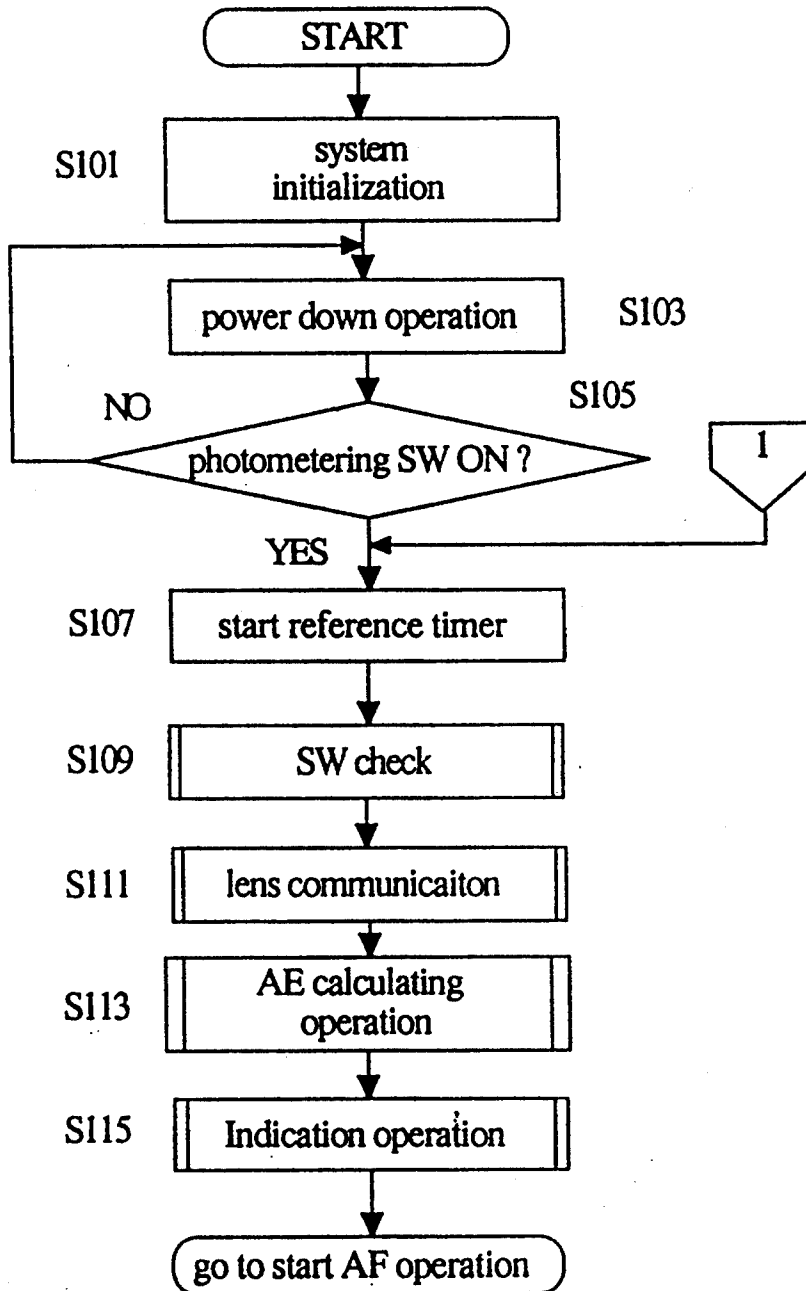 START
S101
system
initialization
power down operation
S103
NO
S105
photometering SW ON ?
1
YES
S107
start reference timer
S109
SW check
S111
lens communicaiton
S113
AE calculating
operation
S115
Indication operation
go to start AF operation